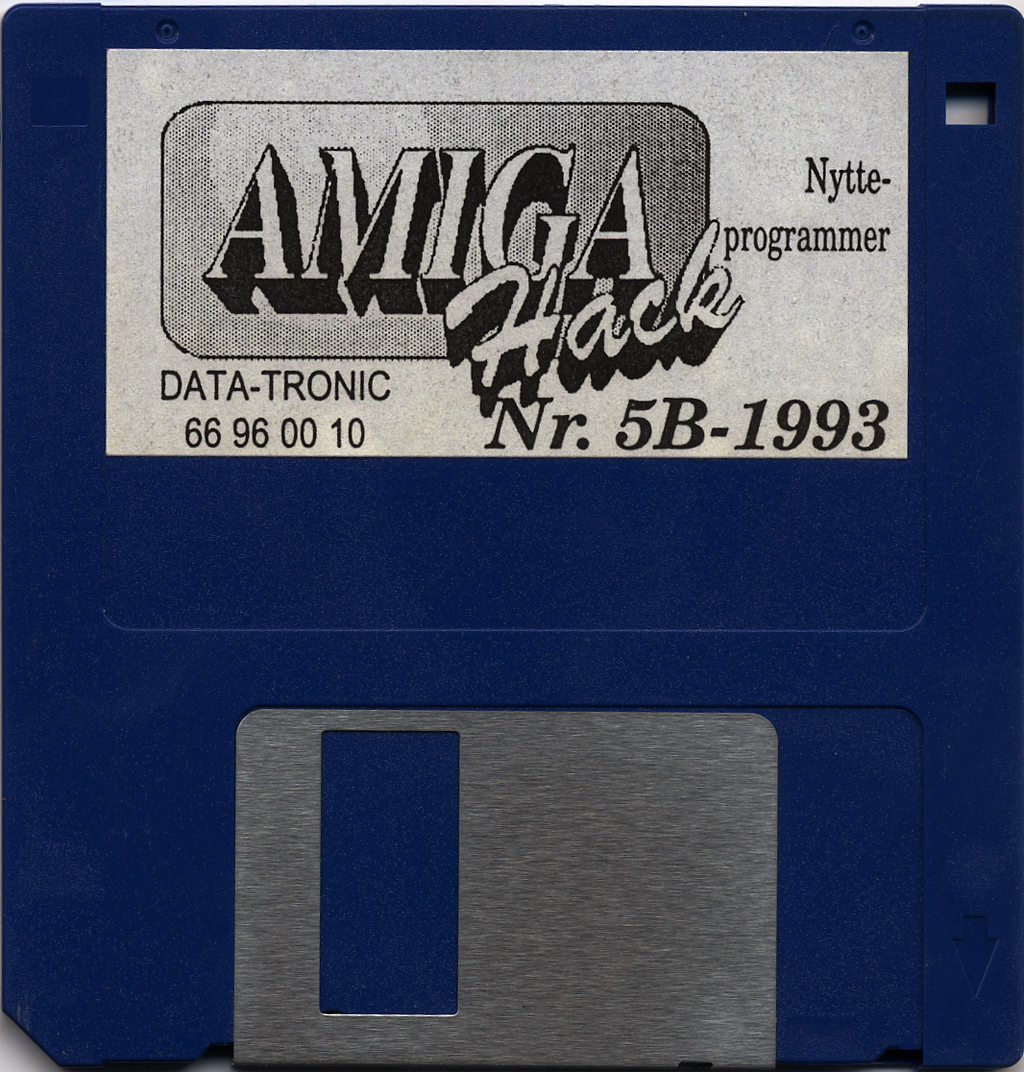 AMIGA
Hack
Nytte-
programmer
DATA-TRONIC
66 96 00 10
Nr. 5B-1993